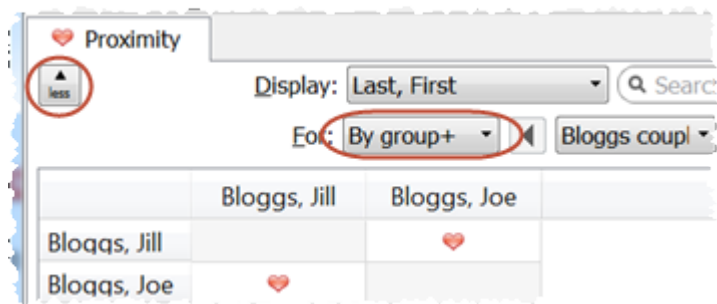 Proximity
less
Display: Last, First Searc
For: By group+ Bloggs coupl
Bloggs, Jill Bloggs, Joe
Bloggs, Jill
Bloggs, Joe